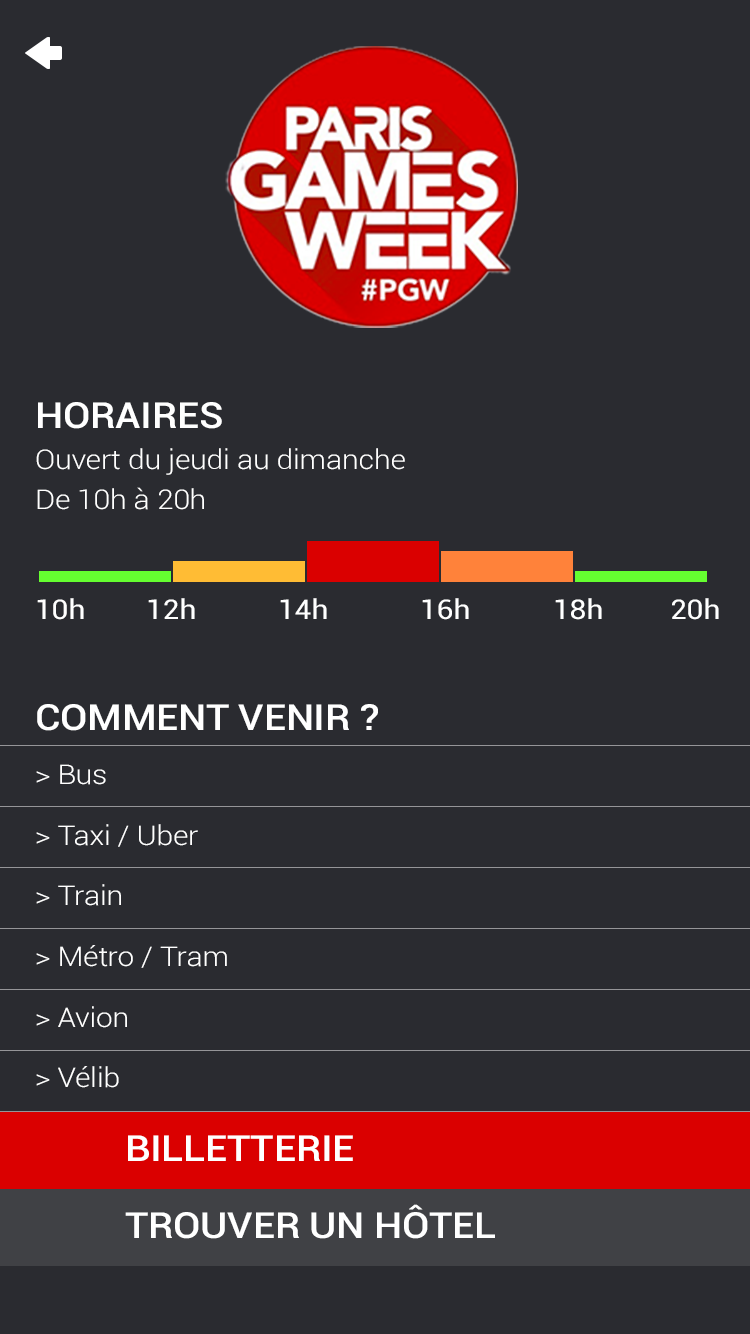 PARIS
GAMES
WEEK
#PGW
HORAIRES
Ouvert du jeudi au dimanche
De 10h à 20h
10h 12h 14h 16h 18h 20h
COMMENT VENIR ?
> Bus
> Taxi / Uber
> Train
> Métro / Tram
> Avion
> Vélib
BILLETTERIE
TROUVER UN HÔTEL